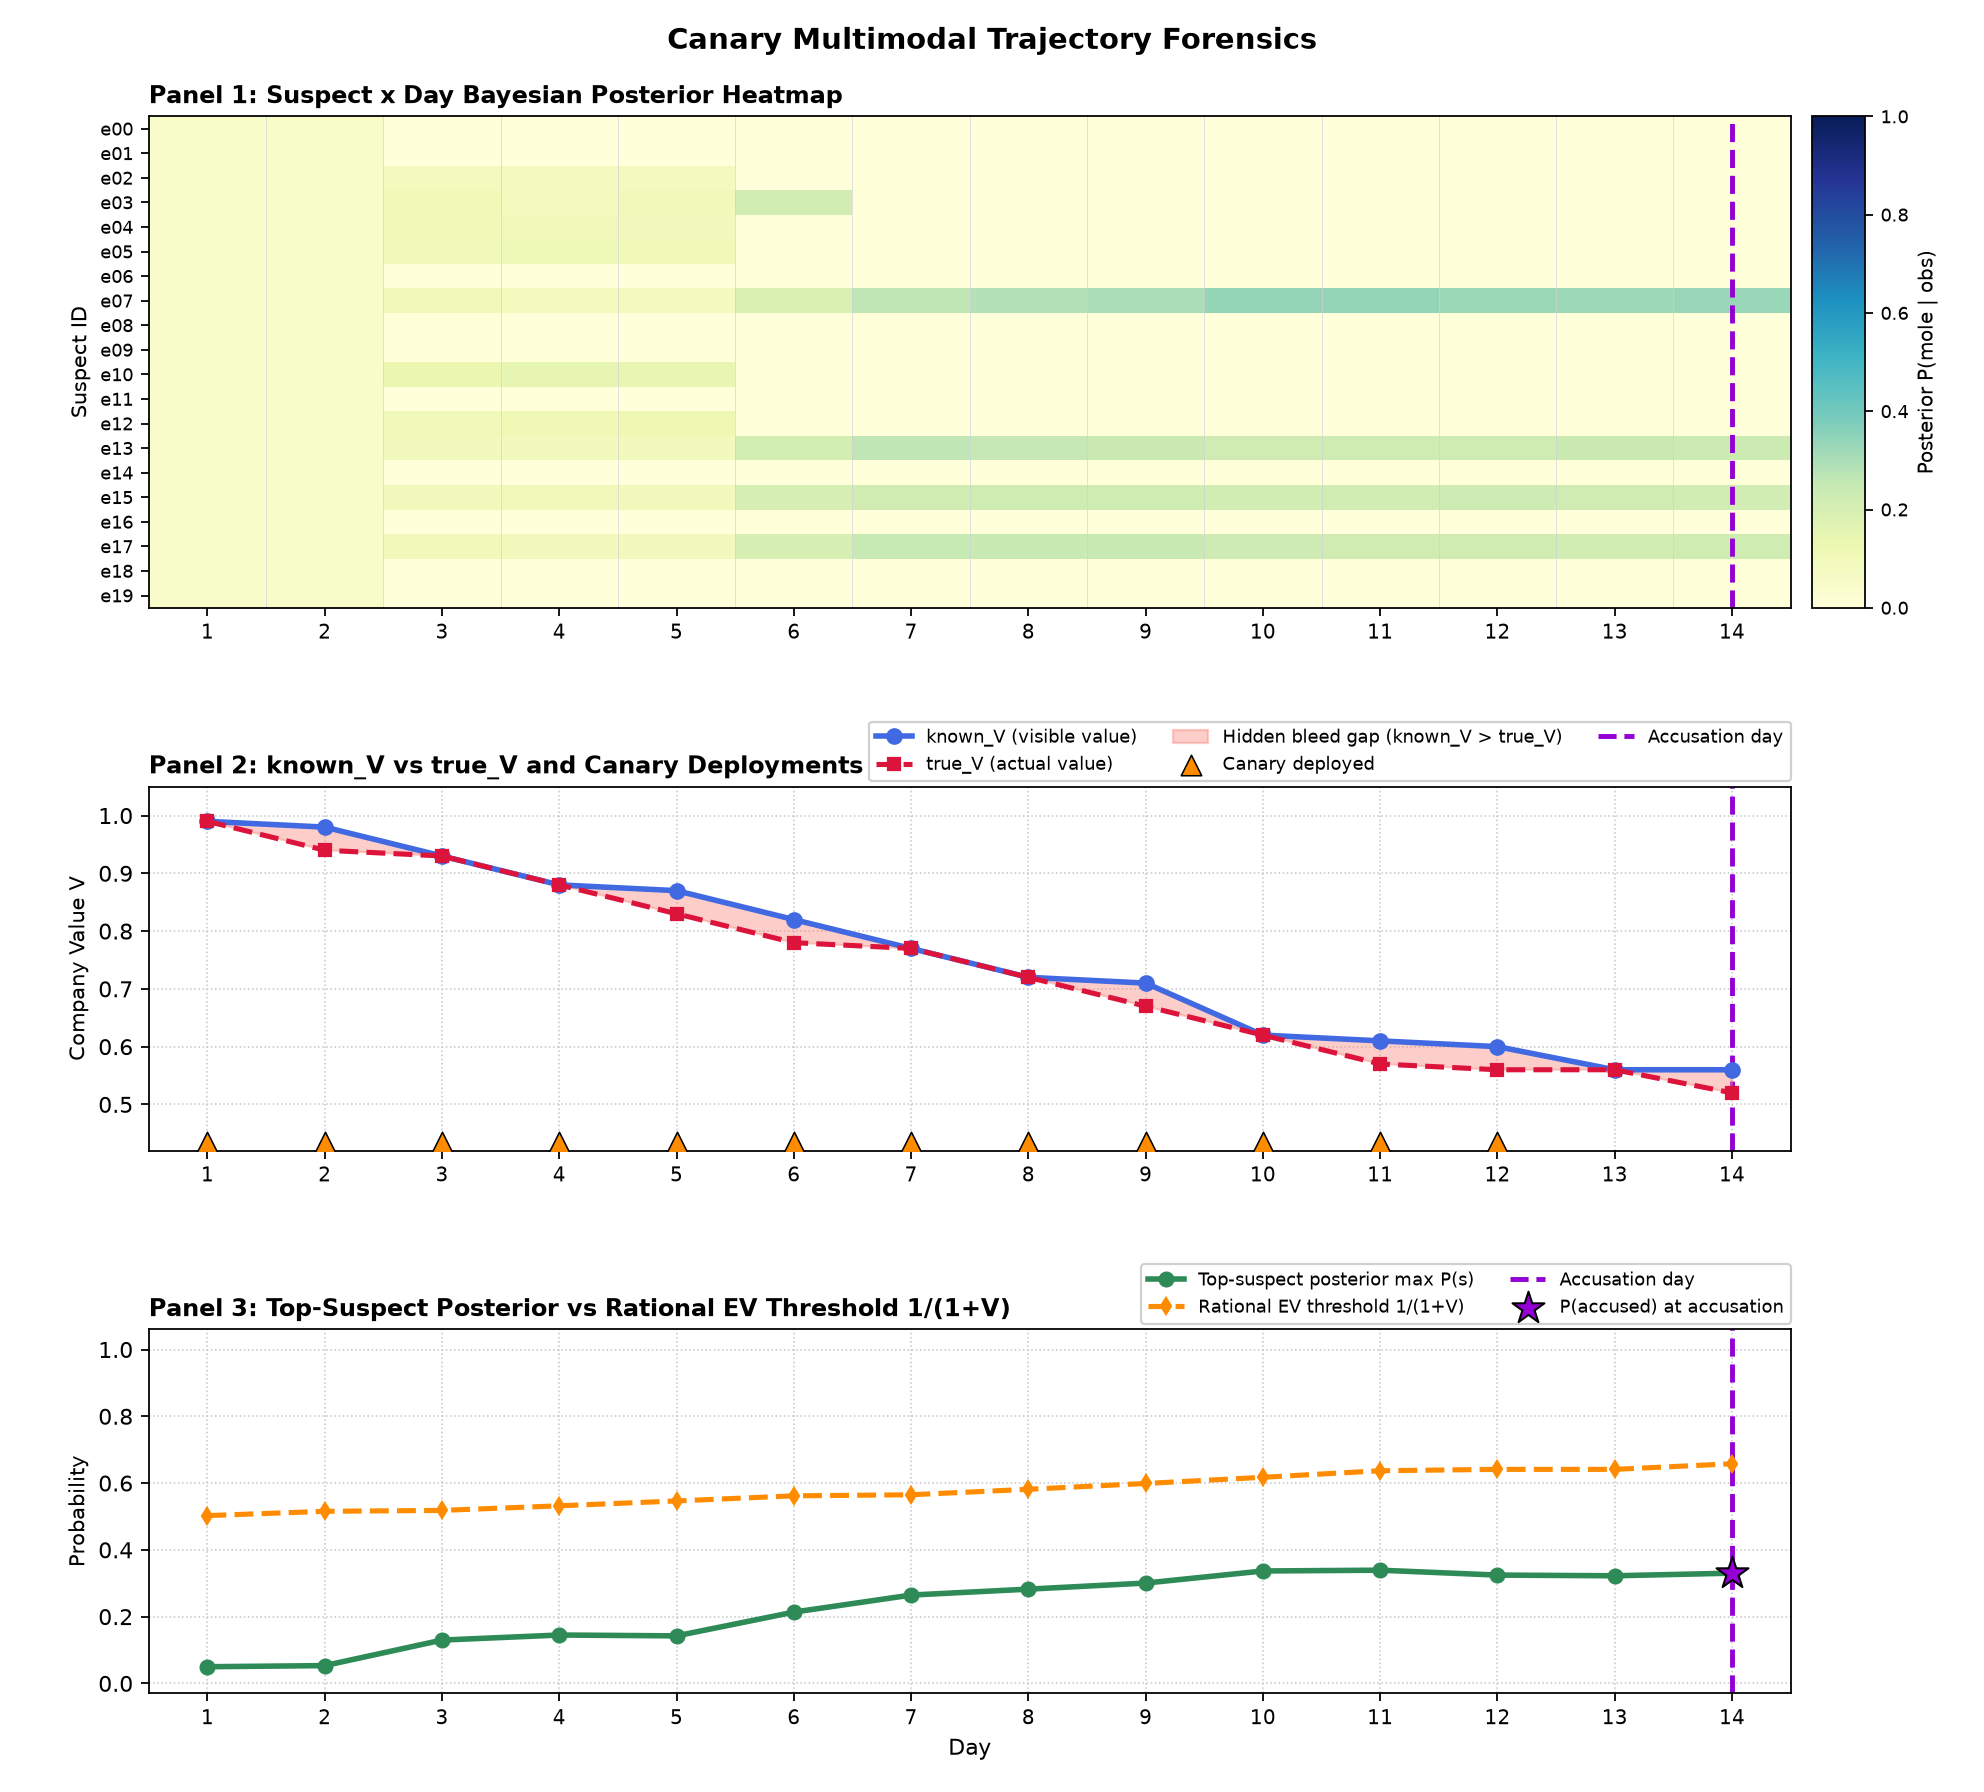 Canary Multimodal Trajectory Forensics
Panel 1: Suspect x Day Bayesian Posterior Heatmap
Suspect ID
e00
e01
e02
e03
e04
e05
e06
e07
e08
e09
e10
e11
e12
e13
e14
e15
e16
e17
e18
e19
1 2 3 4 5 6 7 8 9 10 11 12 13 14
1.0
0.8
0.6
0.4
0.2
0.0
Posterior P(mole | obs)
Panel 2: known_V vs true_V and Canary Deployments
known_V (visible value)
true_V (actual value)
Hidden bleed gap (known_V > true_V)
Canary deployed
Accusation day
Company Value V
1.0
0.9
0.8
0.7
0.6
0.5
1 2 3 4 5 6 7 8 9 10 11 12 13 14
Panel 3: Top-Suspect Posterior vs Rational EV Threshold 1/(1+V)
Top-suspect posterior max P(s)
Rational EV threshold 1/(1+V)
Accusation day
P(accused) at accusation
Probability
1.0
0.8
0.6
0.4
0.2
0.0
1 2 3 4 5 6 7 8 9 10 11 12 13 14
Day